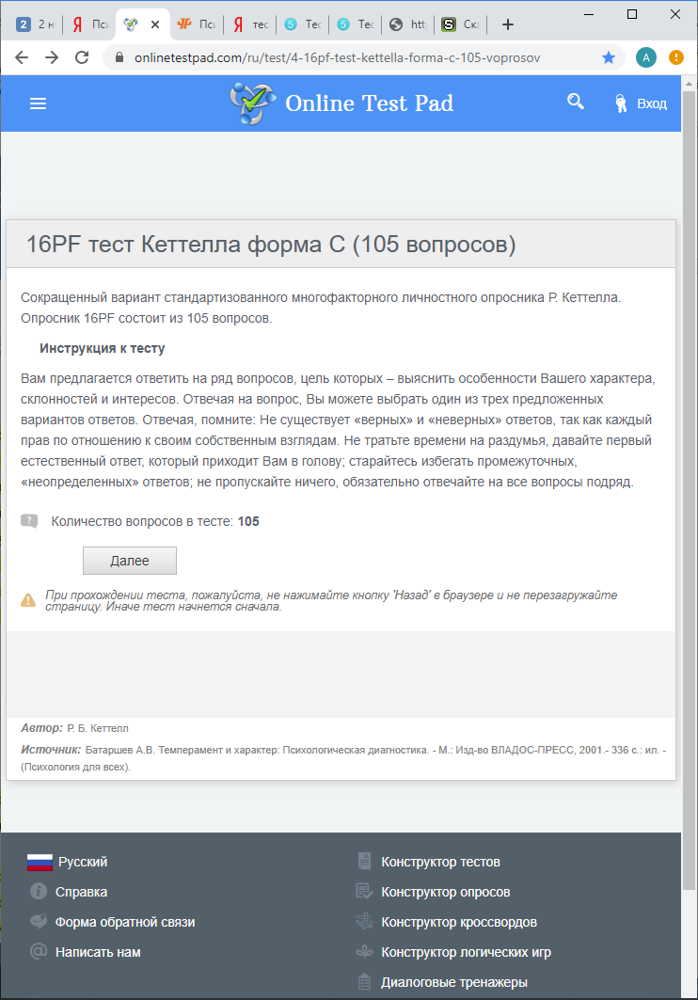 2 н
Пси
Пси
тес
Тес
Тес
http
Ска
onlinetestpad.com/ru/test/4-16pf-test-kettella-forma-c-105-voprosov
A
Online Test Pad
Вход
16PF тест Кеттелла форма С (105 вопросов)
Сокращенный вариант стандартизованного многофакторного личностного опросника Р. Кеттелла.
Опросник 16PF состоит из 105 вопросов.
Инструкция к тесту
Вам предлагается ответить на ряд вопросов, цель которых – выяснить особенности Вашего характера,
склонностей и интересов. Отвечая на вопрос, Вы можете выбрать один из трех предложенных
вариантов ответов. Отвечая, помните: Не существует «верных» и «неверных» ответов, так как каждый
прав по отношению к своим собственным взглядам. Не тратьте времени на раздумья, давайте первый
естественный ответ, который приходит Вам в голову; старайтесь избегать промежуточных,
«неопределенных» ответов; не пропускайте ничего, обязательно отвечайте на все вопросы подряд.
Количество вопросов в тесте: 105
Далее
При прохождении теста, пожалуйста, не нажимайте кнопку 'Назад' в браузере и не перезагружайте
страницу. Иначе тест начнется сначала.
Автор: Р. Б. Кеттелл
Источник: Батаршев А.В. Темперамент и характер: Психологическая диагностика. - М.: Изд-во ВЛАДОС-ПРЕСС, 2001.- 336 с.: ил. -
(Психология для всех).
Русский
Справка
Форма обратной связи
Написать нам
Конструктор тестов
Конструктор опросов
Конструктор кроссвордов
Конструктор логических игр
Диалоговые тренажеры